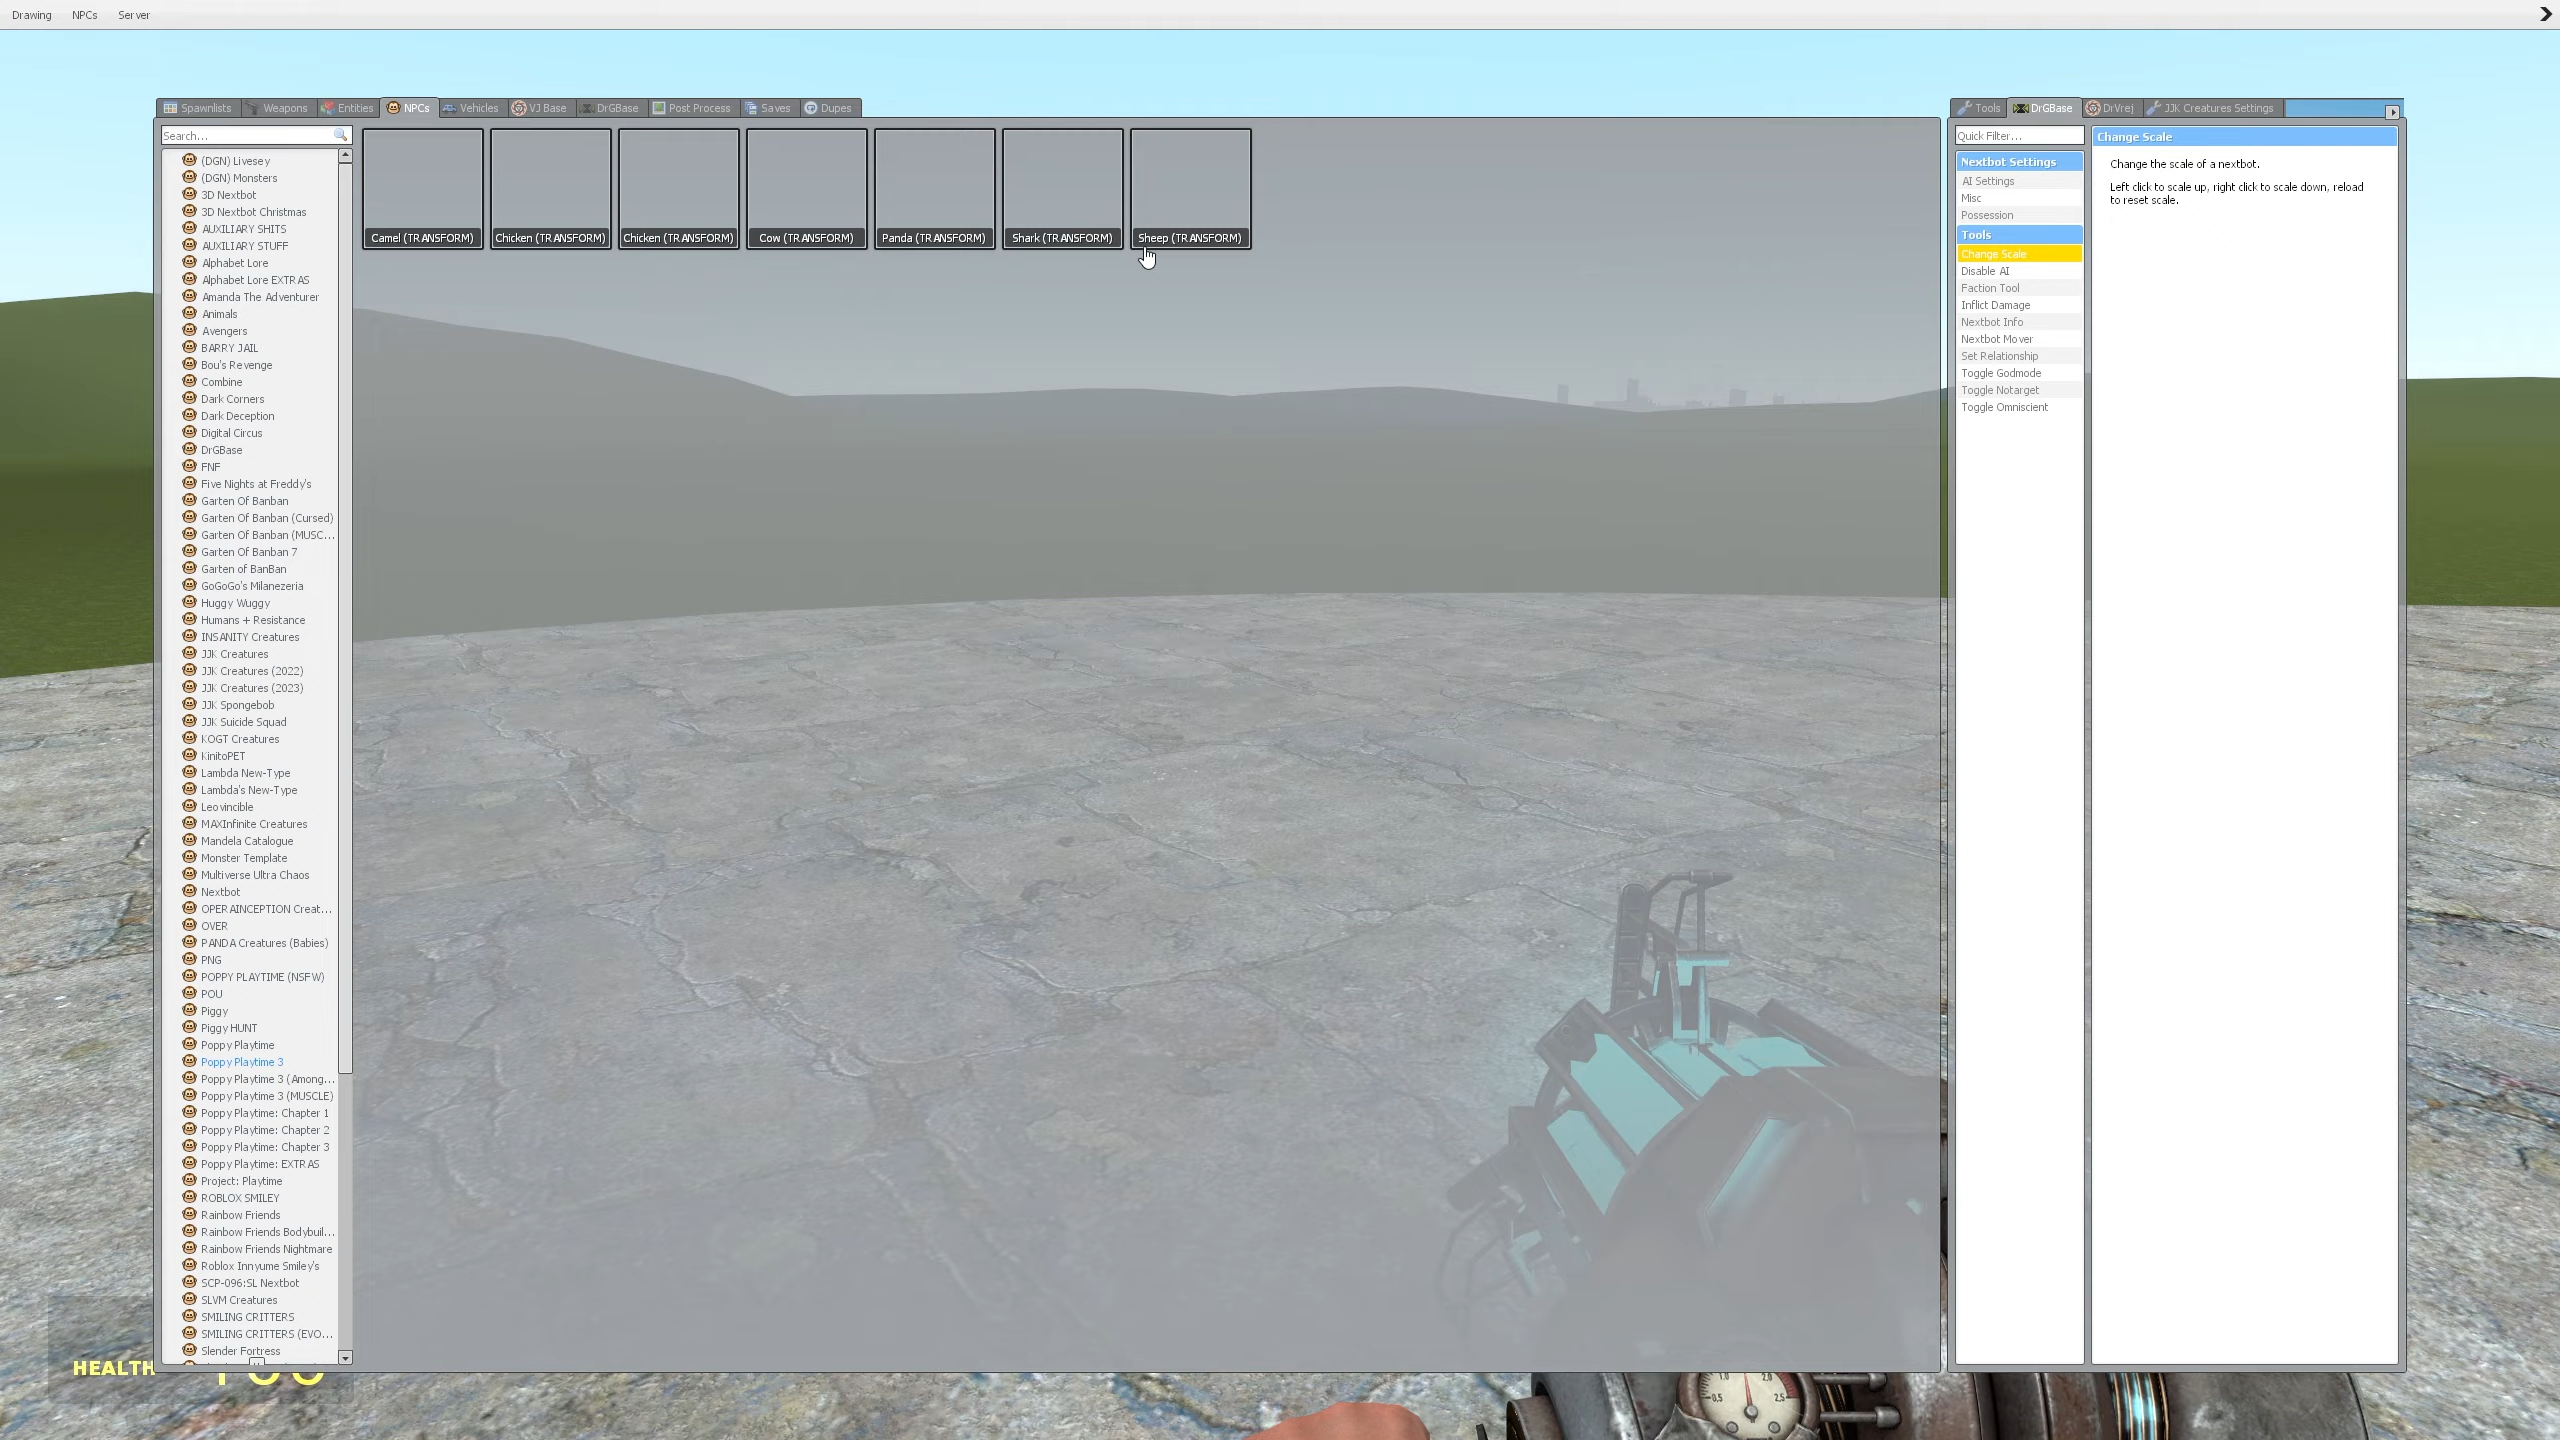 Drawing NPCs Server
Spawnlists Weapons Entities NPCs Vehicles VJ Base DrGBase Post Process Saves Dupes
Search...
(DGN) Livesey
(DGN) Monsters
3D Nextbot
3D Nextbot Christmas
AUXILIARY SHITS
AUXILIARY STUFF
Alphabet Lore
Alphabet Lore EXTRAS
Amanda The Adventurer
Animals
Avengers
BARRY JAIL
Bou's Revenge
Combine
Dark Corners
Dark Deception
Digital Circus
DrGBase
FNF
Five Nights at Freddy's
Garten Of Banban
Garten Of Banban (Cursed)
Garten Of Banban (MUSC...
Garten Of Banban 7
Garten of BanBan
GoGoGo's Milanezeria
Huggy Wuggy
Humans + Resistance
INSANITY Creatures
JJK Creatures
JJK Creatures (2022)
JJK Creatures (2023)
JJK Spongebob
JJK Suicide Squad
KOGT Creatures
KinitoPET
Lambda New-Type
Lambda's New-Type
Leovincible
MAXInfinite Creatures
Mandela Catalogue
Monster Template
Multiverse Ultra Chaos
Nextbot
OPERAINCEPTION Creat...
OVER
PANDA Creatures (Babies)
PNG
POPPY PLAYTIME (NSFW)
POU
Piggy
Piggy HUNT
Poppy Playtime
Poppy Playtime 3
Poppy Playtime 3 (Among...
Poppy Playtime 3 (MUSCLE)
Poppy Playtime: Chapter 1
Poppy Playtime: Chapter 2
Poppy Playtime: Chapter 3
Poppy Playtime: EXTRAS
Project: Playtime
ROBLOX SMILEY
Rainbow Friends
Rainbow Friends Bodybuil...
Rainbow Friends Nightmare
Roblox Innyume Smiley's
SCP-096:SL Nextbot
SLVM Creatures
SMILING CRITTERS
SMILING CRITTERS (EVO...
Slender Fortress
Camel (TRANSFORM) Chicken (TRANSFORM) Chicken (TRANSFORM) Cow (TRANSFORM) Panda (TRANSFORM) Shark (TRANSFORM) Sheep (TRANSFORM)
Tools DrGBase DrVrej JJK Creatures Settings
Quick Filter...
Nextbot Settings
AI Settings
Misc
Possession
Tools
Change Scale
Disable AI
Faction Tool
Inflict Damage
Nextbot Info
Nextbot Mover
Set Relationship
Toggle Godmode
Toggle Notarget
Toggle Omniscient
Change Scale
Change the scale of a nextbot.
Left click to scale up, right click to scale down, reload
to reset scale.
HEALTH
0.5 1.0 2.0 2.5